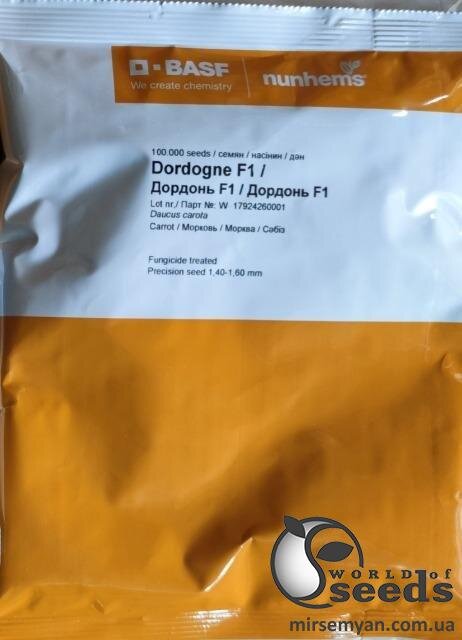 BASF
We create chemistry
nunhems
100.000 seeds / семян / насінин / дән
Dordogne F1 /
Дордонь F1 / Дордонь F1
Lot nr./ Парт №: W 17924260001
Daucus carota
Carrot / Морковь / Морква / Сәбіз
Fungicide treated
Precision seed 1,40-1,60 mm
WORLD of
seeds
mirsemyan.com.ua